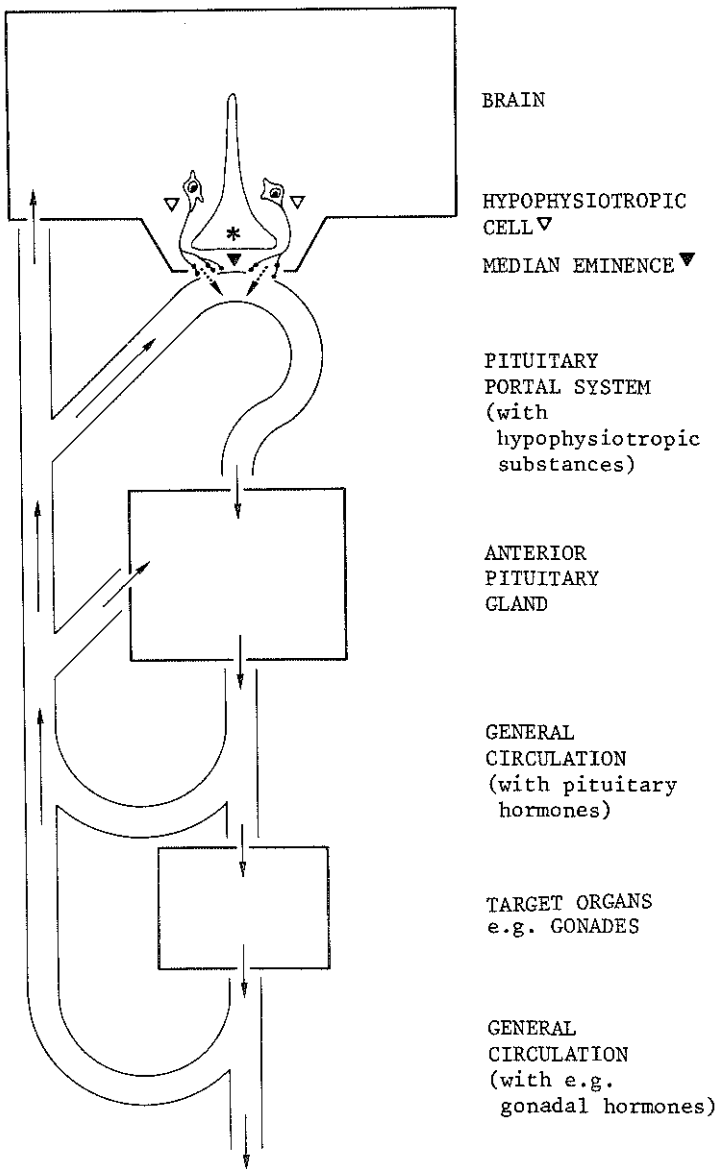 BRAIN
HYPOPHYSIOTROPIC
CELL ▽
MEDIAN EMINENCE ▼
PITUITARY
PORTAL SYSTEM
(with
hypophysiotropic
substances)
ANTERIOR
PITUITARY
GLAND
GENERAL
CIRCULATION
(with pituitary
hormones)
TARGET ORGANS
e.g. GONADES
GENERAL
CIRCULATION
(with e.g.
gonadal hormones)